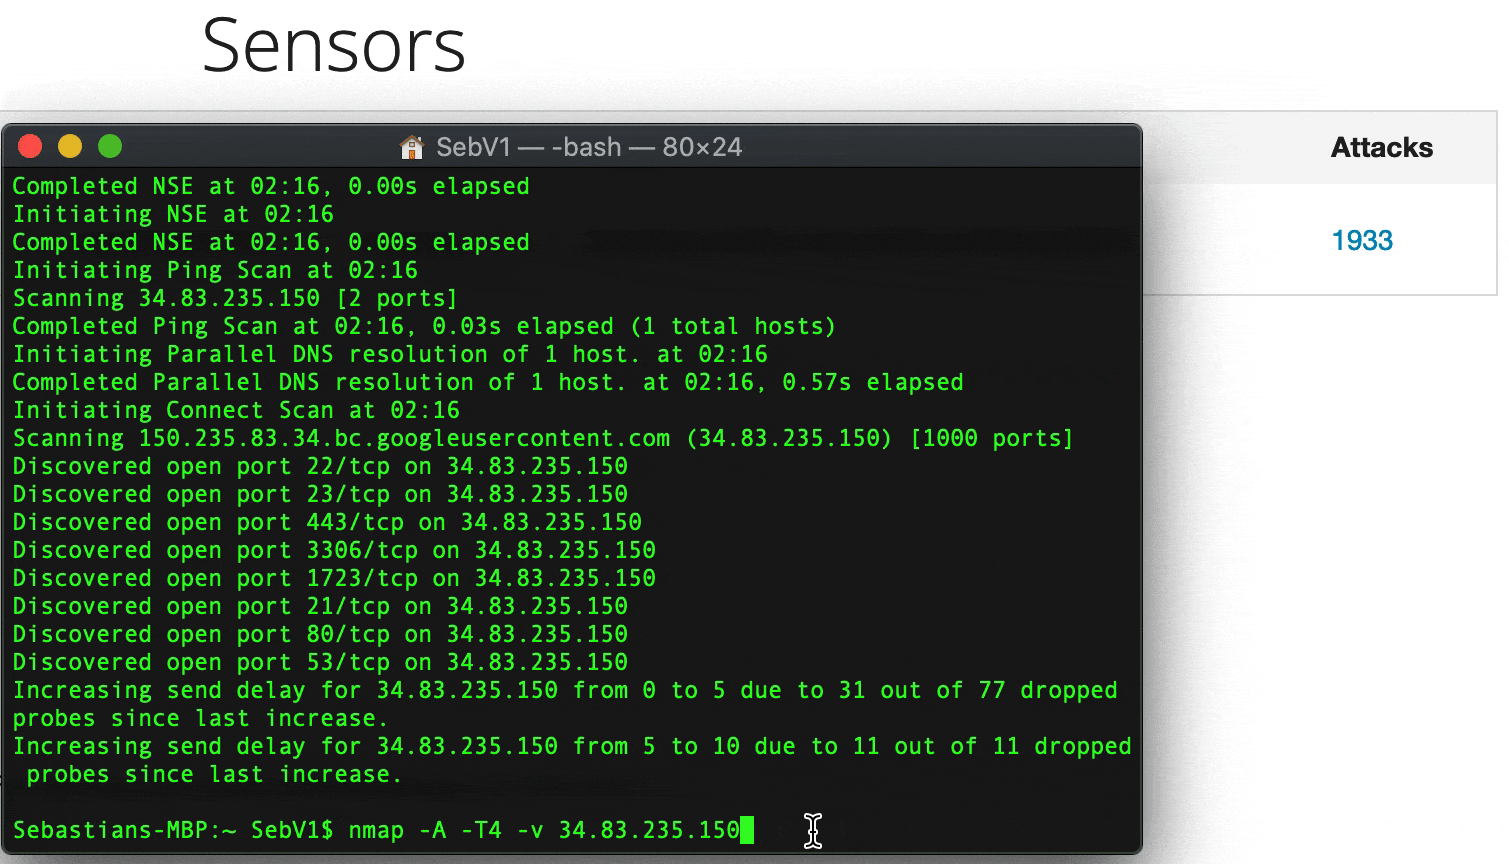 Sensors
Attacks
1933
SebV1 — -bash — 80×24
Completed NSE at 02:16, 0.00s elapsed
Initiating NSE at 02:16
Completed NSE at 02:16, 0.00s elapsed
Initiating Ping Scan at 02:16
Scanning 34.83.235.150 [2 ports]
Completed Ping Scan at 02:16, 0.03s elapsed (1 total hosts)
Initiating Parallel DNS resolution of 1 host. at 02:16
Completed Parallel DNS resolution of 1 host. at 02:16, 0.57s elapsed
Initiating Connect Scan at 02:16
Scanning 150.235.83.34.bc.googleusercontent.com (34.83.235.150) [1000 ports]
Discovered open port 22/tcp on 34.83.235.150
Discovered open port 23/tcp on 34.83.235.150
Discovered open port 443/tcp on 34.83.235.150
Discovered open port 3306/tcp on 34.83.235.150
Discovered open port 1723/tcp on 34.83.235.150
Discovered open port 21/tcp on 34.83.235.150
Discovered open port 80/tcp on 34.83.235.150
Discovered open port 53/tcp on 34.83.235.150
Increasing send delay for 34.83.235.150 from 0 to 5 due to 31 out of 77 dropped
probes since last increase.
Increasing send delay for 34.83.235.150 from 5 to 10 due to 11 out of 11 dropped
probes since last increase.
Sebastians-MBP:~ SebV1$ nmap -A -T4 -v 34.83.235.150